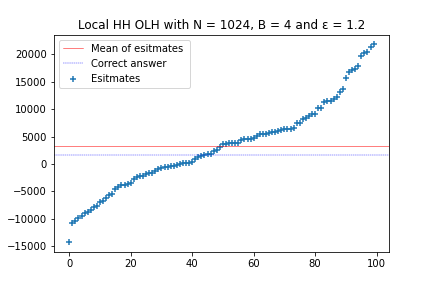 Local HH OLH with N = 1024, B = 4 and ε = 1.2
Mean of esitmates
Correct answer
Esitmates
20000
15000
10000
5000
0
−5000
−10000
−15000
0 20 40 60 80 100